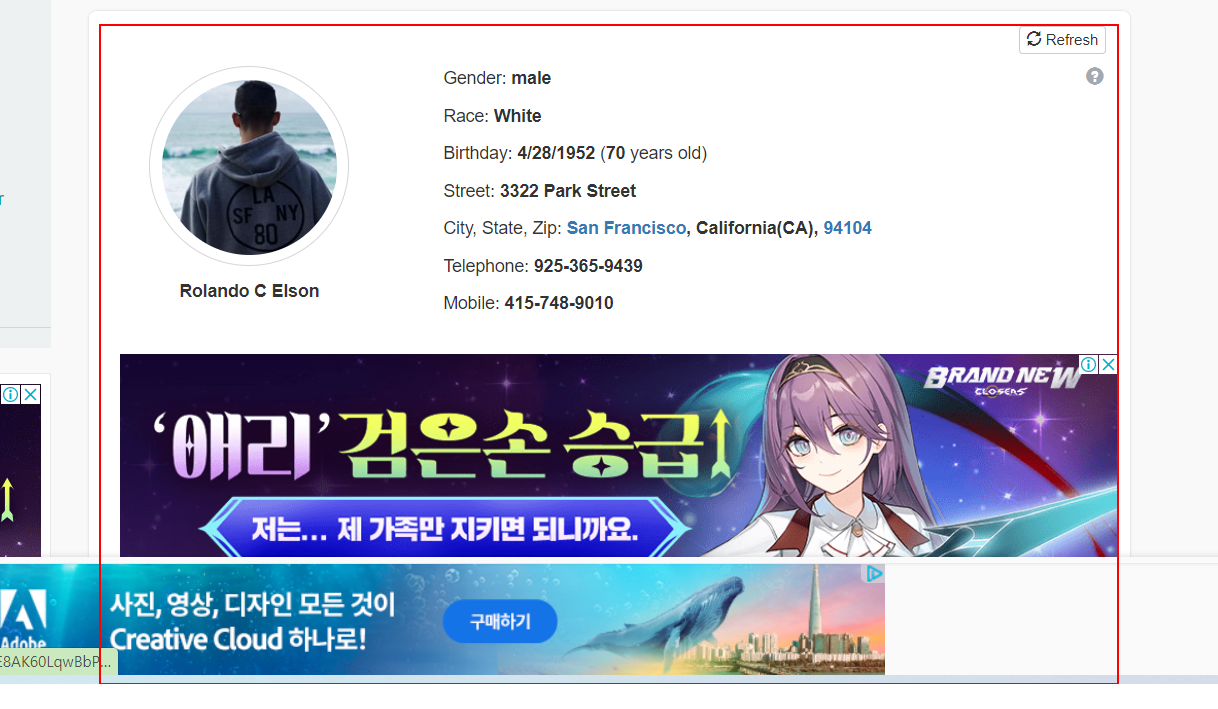 Refresh
Gender: male
Race: White
Birthday: 4/28/1952 (70 years old)
Street: 3322 Park Street
City, State, Zip: San Francisco, California(CA), 94104
Telephone: 925-365-9439
Mobile: 415-748-9010
LA
SF NY
80
Rolando C Elson
r
BRAND NEW
CLOSERS
‘애리’ 검은손 승급
저는... 제 가족만 지키면 되니까요.
Adobe
사진, 영상, 디자인 모든 것이
Creative Cloud 하나로!
구매하기
E8AK60LqwBbP...